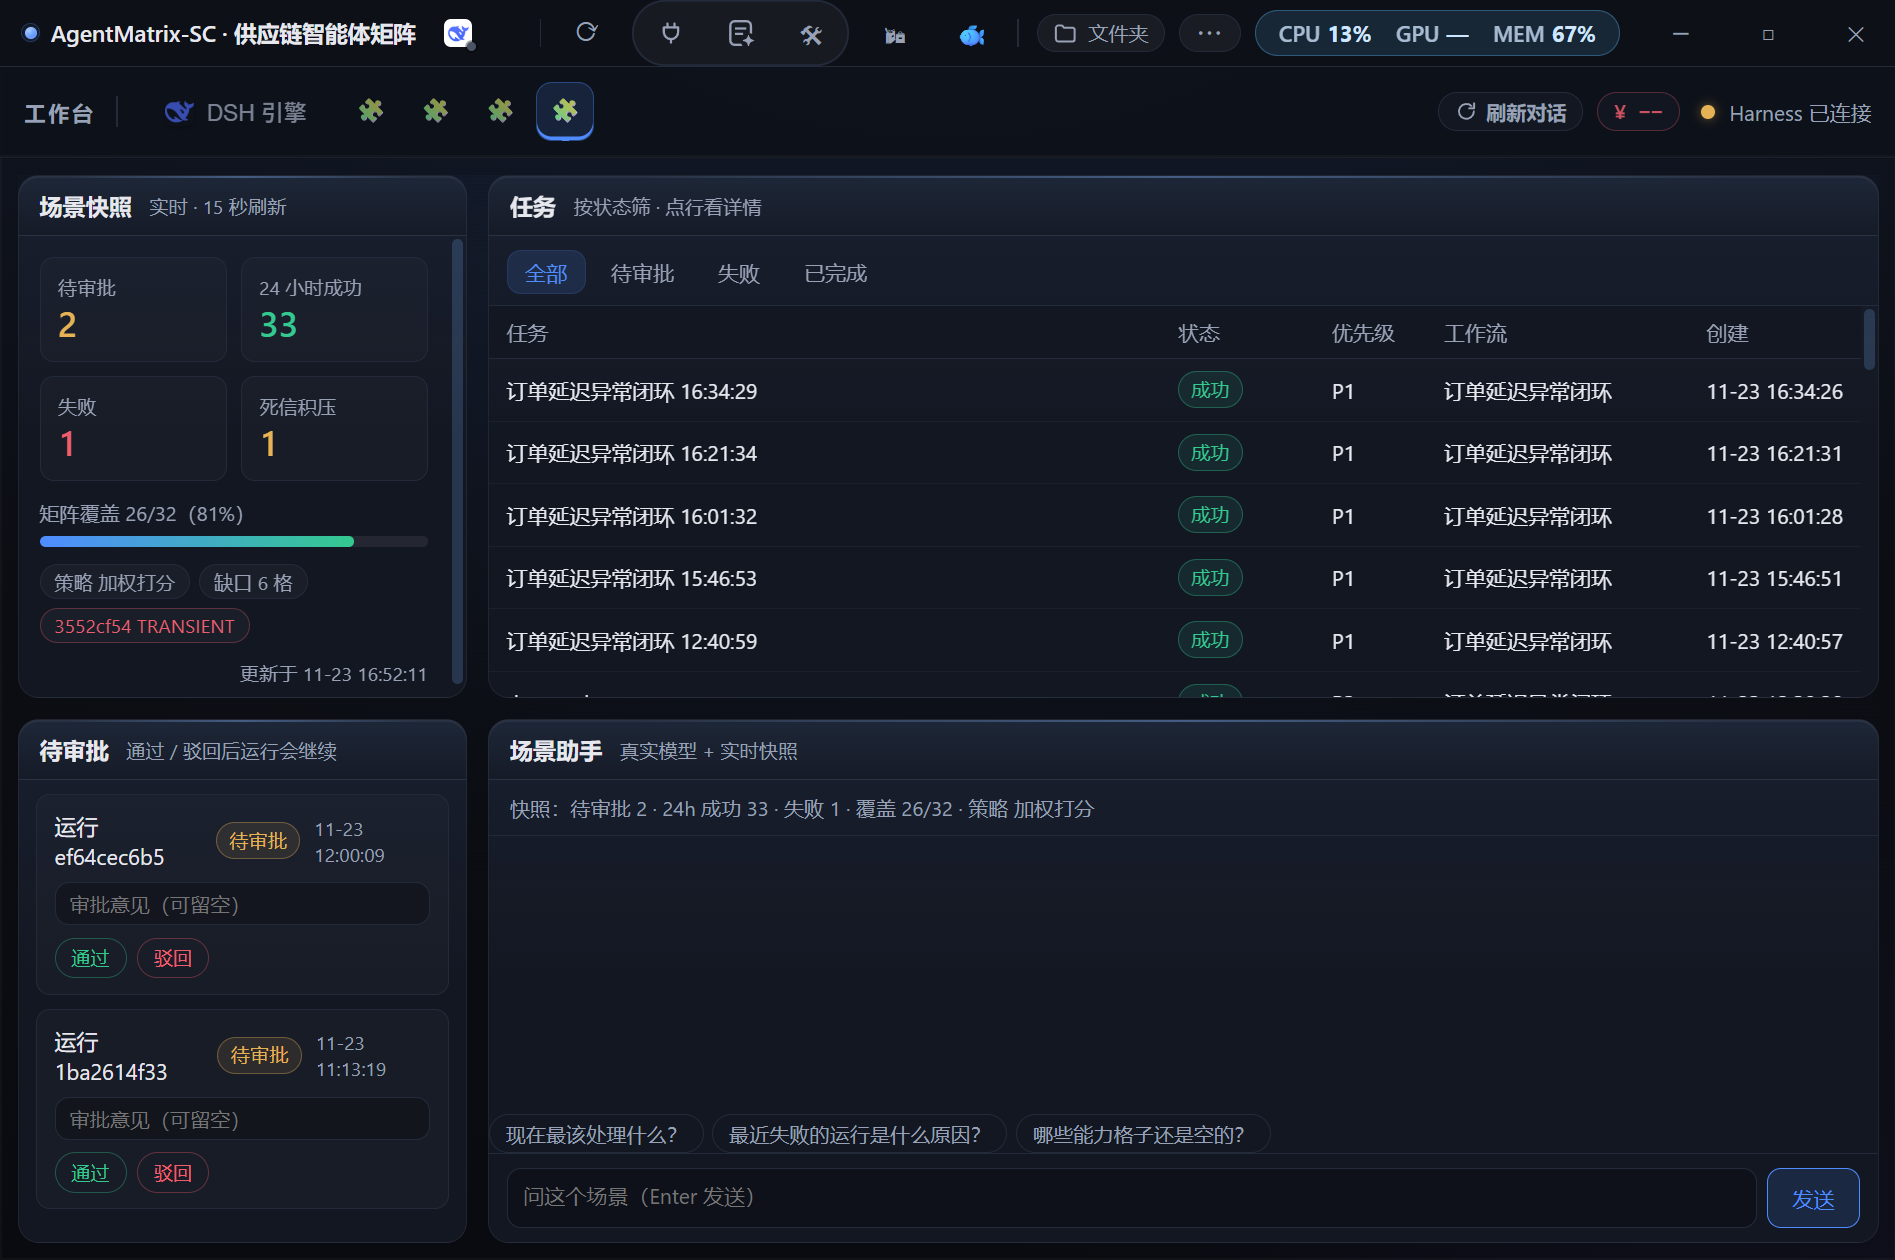 AgentMatrix-SC · 供应链智能体矩阵
文件夹
CPU 13% GPU — MEM 67%
工作台
DSH 引擎
刷新对话
¥ --
Harness 已连接
场景快照 实时 · 15 秒刷新
待审批
2
24 小时成功
33
失败
1
死信积压
1
矩阵覆盖 26/32（81%）
策略 加权打分
缺口 6 格
3552cf54 TRANSIENT
更新于 11-23 16:52:11
任务 按状态筛 · 点行看详情
全部 待审批 失败 已完成
任务 状态 优先级 工作流 创建
订单延迟异常闭环 16:34:29 成功 P1 订单延迟异常闭环 11-23 16:34:26
订单延迟异常闭环 16:21:34 成功 P1 订单延迟异常闭环 11-23 16:21:31
订单延迟异常闭环 16:01:32 成功 P1 订单延迟异常闭环 11-23 16:01:28
订单延迟异常闭环 15:46:53 成功 P1 订单延迟异常闭环 11-23 15:46:51
订单延迟异常闭环 12:40:59 成功 P1 订单延迟异常闭环 11-23 12:40:57
待审批 通过 / 驳回后运行会继续
运行
ef64cec6b5
待审批
11-23
12:00:09
审批意见（可留空）
通过 驳回
运行
1ba2614f33
待审批
11-23
11:13:19
审批意见（可留空）
通过 驳回
场景助手 真实模型 + 实时快照
快照：待审批 2 · 24h 成功 33 · 失败 1 · 覆盖 26/32 · 策略 加权打分
现在最该处理什么？ 最近失败的运行是什么原因？ 哪些能力格子还是空的？
问这个场景（Enter 发送）
发送